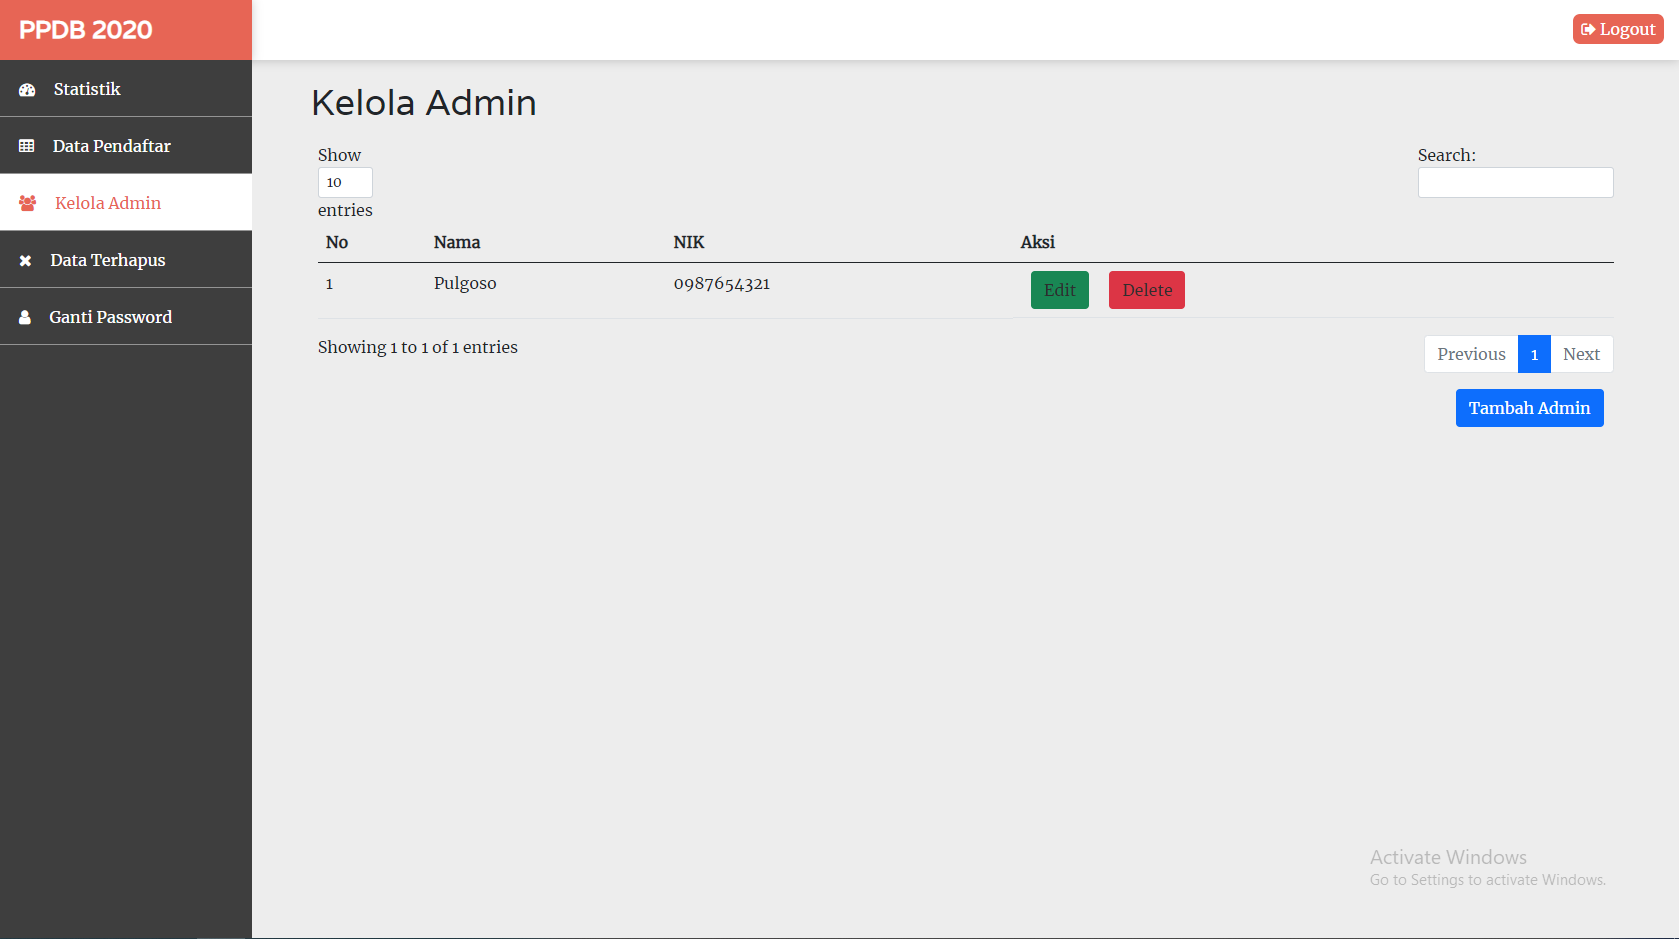 PPDB 2020
Logout
Statistik
Data Pendaftar
Kelola Admin
Data Terhapus
Ganti Password
Kelola Admin
Show
10
entries
Search:
No Nama NIK Aksi
1 Pulgoso 0987654321 Edit Delete
Showing 1 to 1 of 1 entries
Previous 1 Next
Tambah Admin
Activate Windows
Go to Settings to activate Windows.